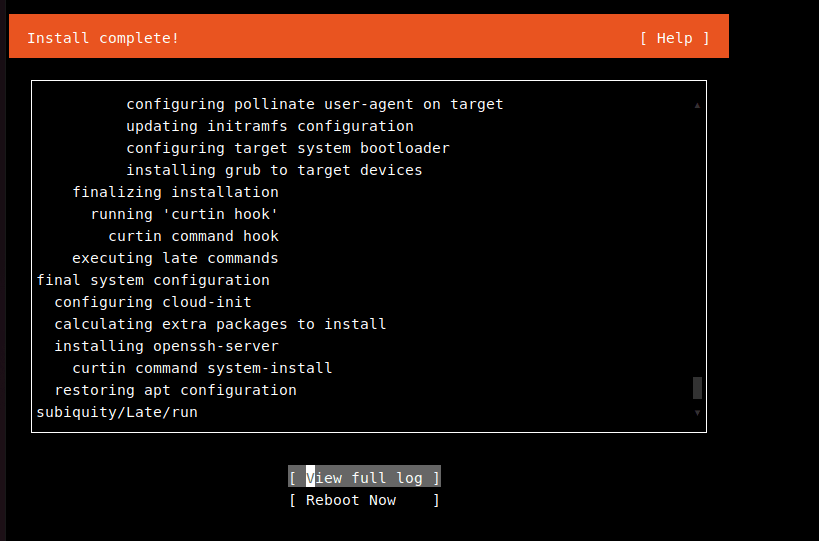 Install complete! [ Help ]
configuring pollinate user-agent on target
updating initramfs configuration
configuring target system bootloader
installing grub to target devices
finalizing installation
running 'curtin hook'
curtin command hook
executing late commands
final system configuration
configuring cloud-init
calculating extra packages to install
installing openssh-server
curtin command system-install
restoring apt configuration
subiquity/Late/run
[ View full log ]
[ Reboot Now ]